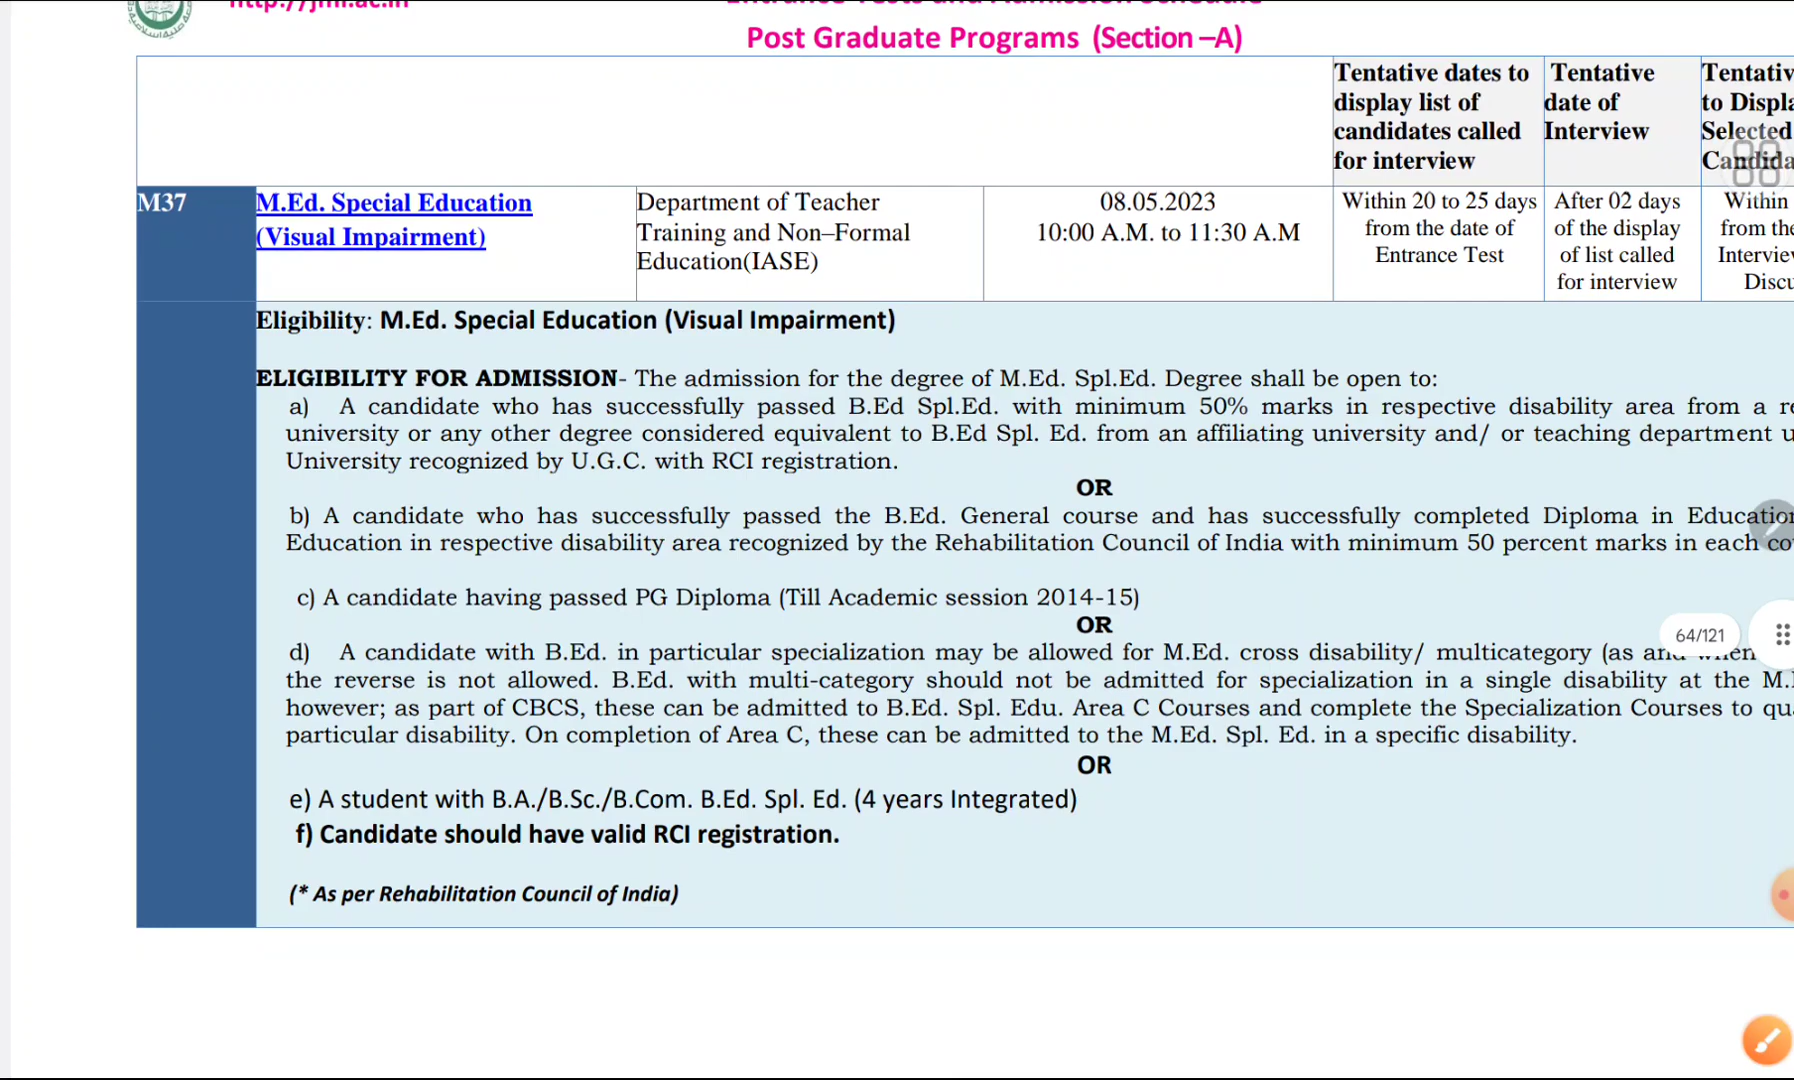 Post Graduate Programs (Section –A)
Tentative dates to display list of candidates called for interview
Tentative date of Interview
to Selected
M37
M.Ed. Special Education
(Visual Impairment)
Department of Teacher
Training and Non–Formal
Education(IASE)
08.05.2023
10:00 A.M. to 11:30 A.M
Within 20 to 25 days
from the date of
Entrance Test
After 02 days
of the display
of list called
for interview
Within
from
Eligibility: M.Ed. Special Education (Visual Impairment)
ELIGIBILITY FOR ADMISSION- The admission for the degree of M.Ed. Spl.Ed. Degree shall be open to:
a) A candidate who has successfully passed B.Ed Spl.Ed. with minimum 50% marks in respective disability area from a
university or any other degree considered equivalent to B.Ed Spl. Ed. from an affiliating university and/ or teaching department
University recognized by U.G.C. with RCI registration.
OR
b) A candidate who has successfully passed the B.Ed. General course and has successfully completed Diploma in Education
Education in respective disability area recognized by the Rehabilitation Council of India with minimum 50 percent marks in each
c) A candidate having passed PG Diploma (Till Academic session 2014-15)
OR
64/121
d) A candidate with B.Ed. in particular specialization may be allowed for M.Ed. cross disability/ multicategory (as and when
the reverse is not allowed. B.Ed. with multi-category should not be admitted for specialization in a single disability at the
however; as part of CBCS, these can be admitted to B.Ed. Spl. Edu. Area C Courses and complete the Specialization Courses to
particular disability. On completion of Area C, these can be admitted to the M.Ed. Spl. Ed. in a specific disability.
OR
e) A student with B.A./B.Sc./B.Com. B.Ed. Spl. Ed. (4 years Integrated)
f) Candidate should have valid RCI registration.
(* As per Rehabilitation Council of India)